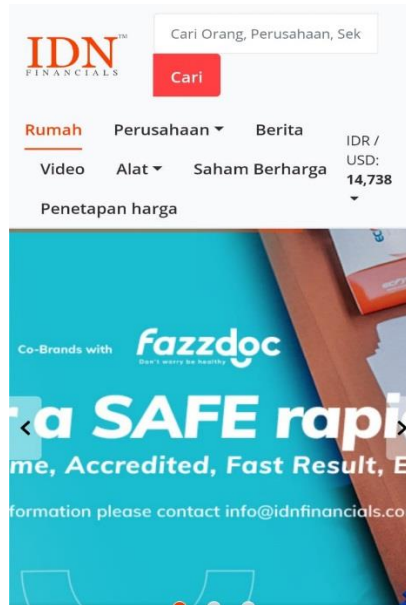 IDN™
FINANCIALS
Cari Orang, Perusahaan, Sek
Cari
Rumah Perusahaan Berita
Video Alat Saham Berharga
Penetapan harga
IDR /
USD:
14,738
Co-Brands with fazzdoc
Don't worry be healthy
r a SAFE rapi
me, Accredited, Fast Result, E
formation please contact info@idnfinancials.co